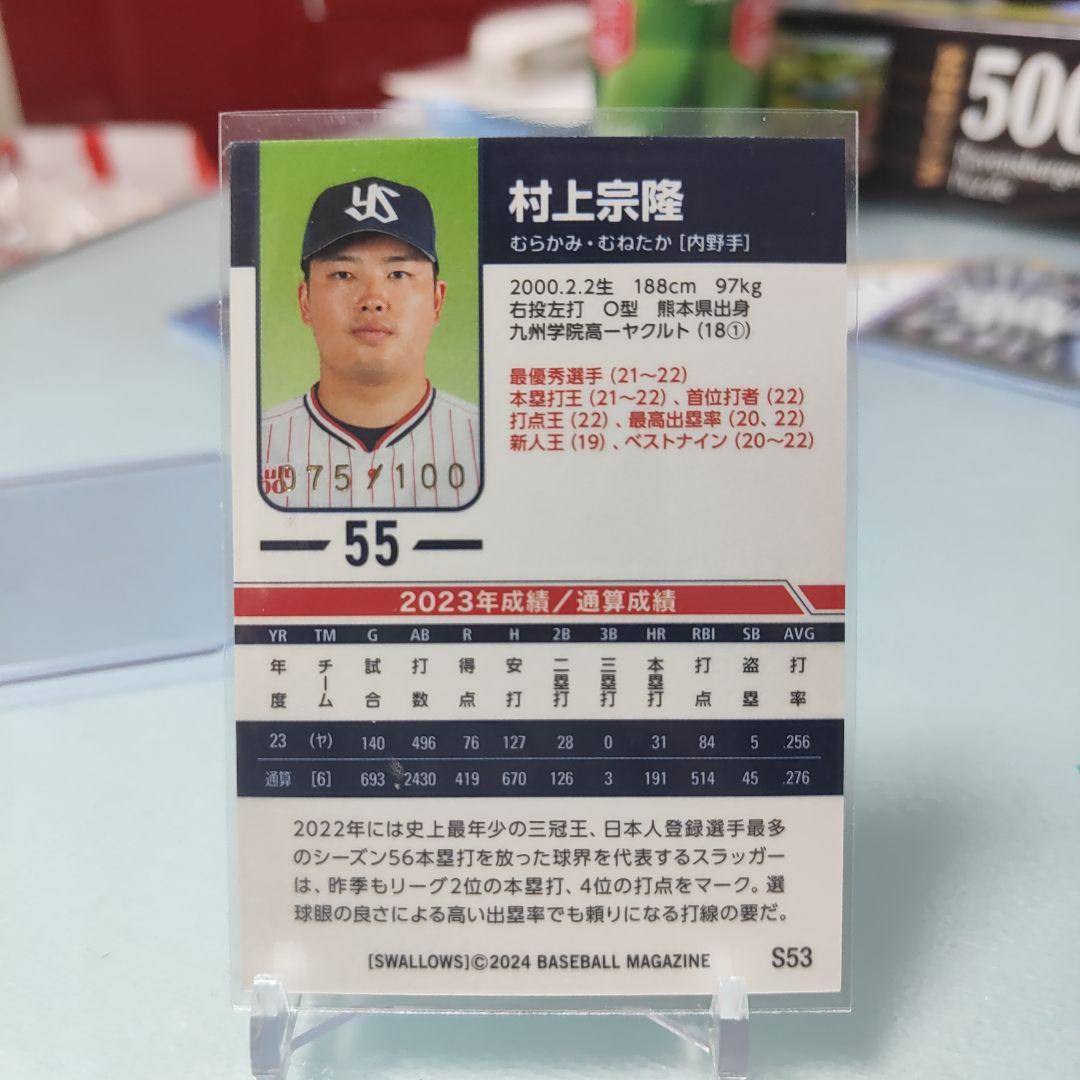 YS
村上宗隆
むらかみ・むねたか [内野手]
2000.2.2生 188cm 97kg
右投左打 O型 熊本県出身
九州学院高ーヤクルト (18①)
最優秀選手 (21〜22)
本塁打王 (21〜22)、首位打者 (22)
打点王 (22)、最高出塁率 (20、22)
新人王 (19)、ベストナイン (20〜22)
075/100
55
2023年成績/通算成績
YR TM G AB R H 2B 3B HR RBI SB AVG
年度 チーム 試合 打数 得点 安打 二塁打 三塁打 本塁打 打点 盗塁 打率
23 (ヤ) 140 496 76 127 28 0 31 84 5 .256
通算 [6] 693 2430 419 670 126 3 191 514 45 .276
2022年には史上最年少の三冠王、日本人登録選手最多
のシーズン56本塁打を放った球界を代表するスラッガー
は、昨季もリーグ2位の本塁打、4位の打点をマーク。選
球眼の良さによる高い出塁率でも頼りになる打線の要だ。
[SWALLOWS]©2024 BASEBALL MAGAZINE S53
500